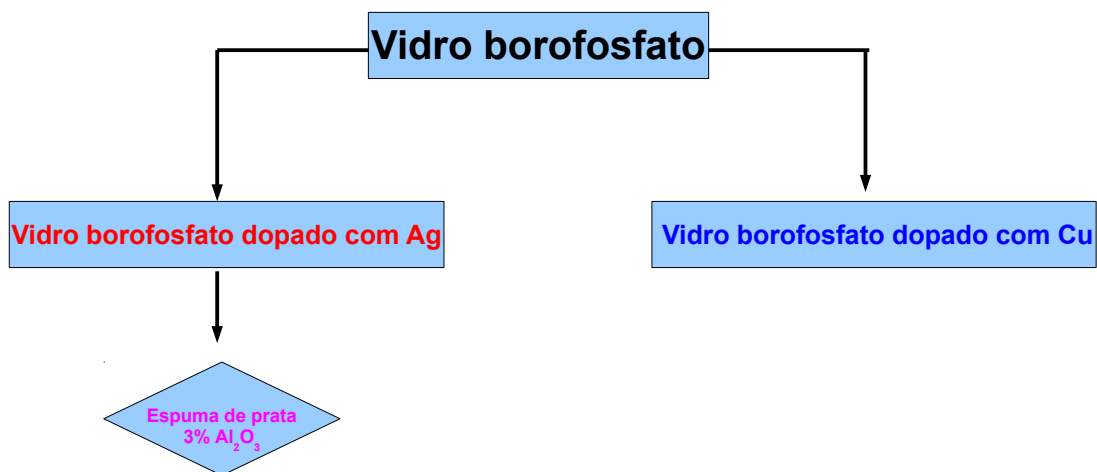 Vidro borofosfato
Vidro borofosfato dopado com Ag
Vidro borofosfato dopado com Cu
Espuma de prata
3% Al₂O₃